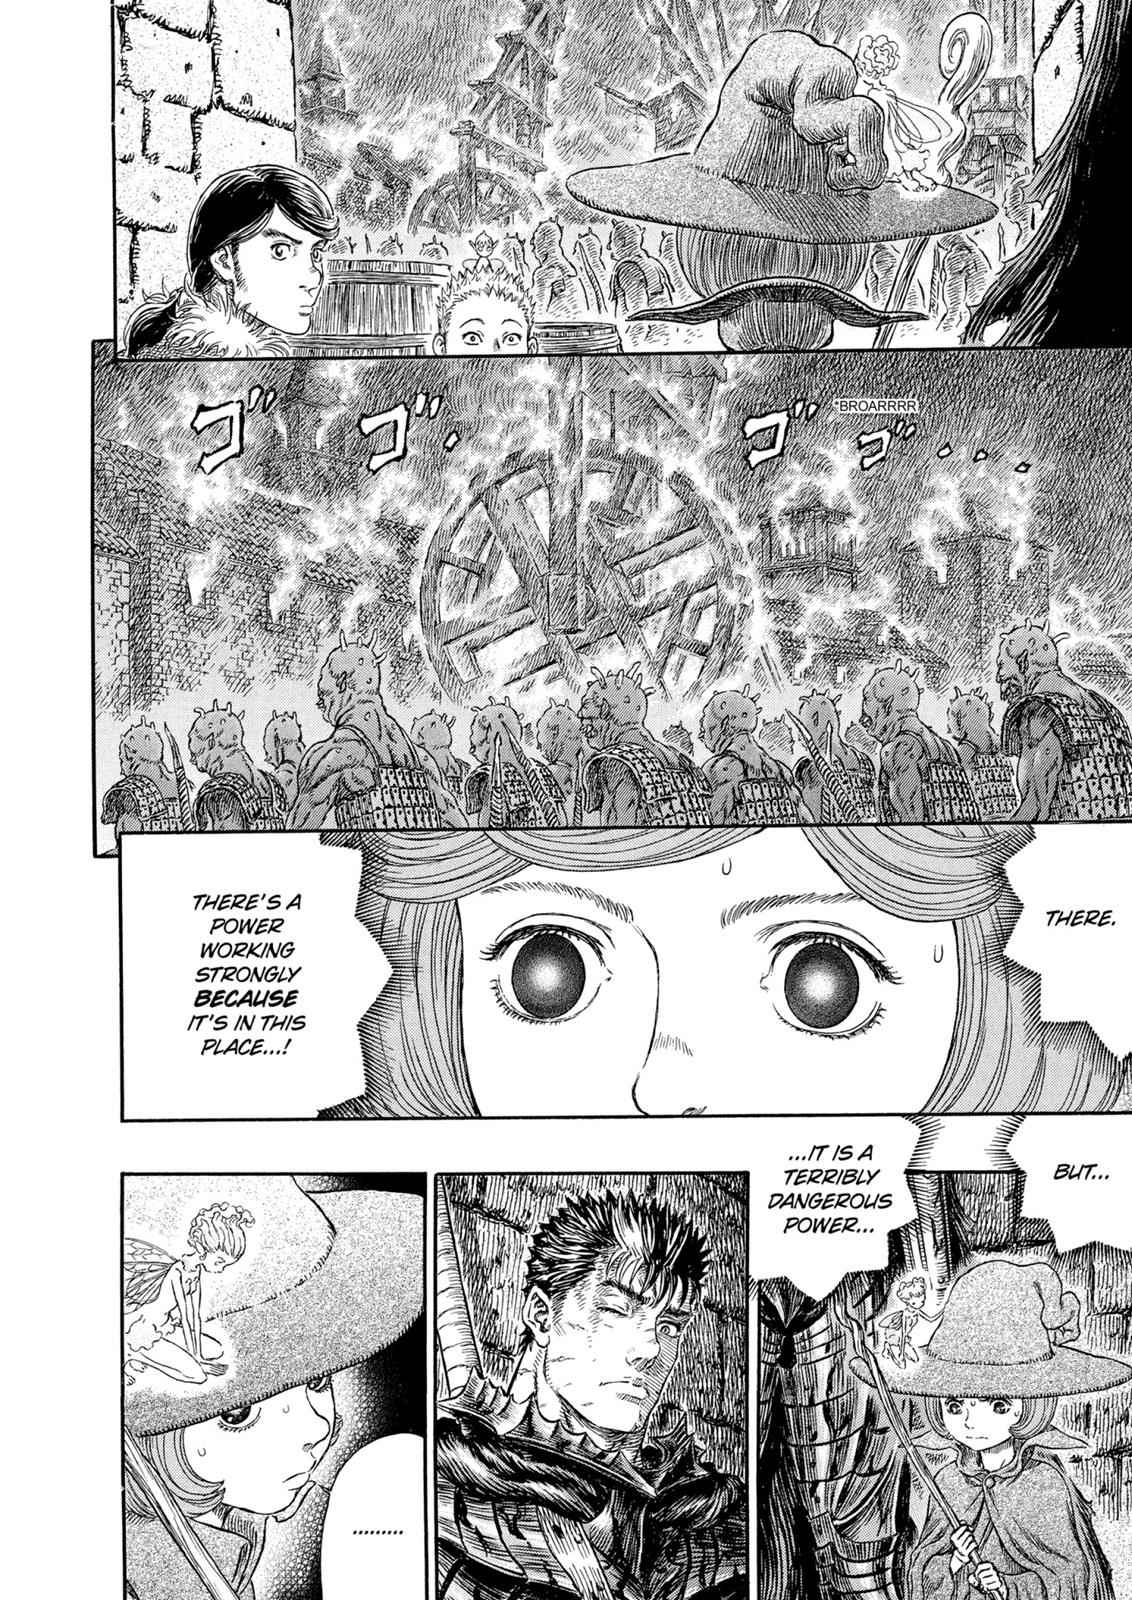 ゴゴ
ゴゴ...
*BROARRRR
THERE.
THERE'S A
POWER
WORKING
STRONGLY
BECAUSE
IT'S IN THIS
PLACE...!
BUT...
...IT IS A
TERRIBLY
DANGEROUS
POWER...
.........